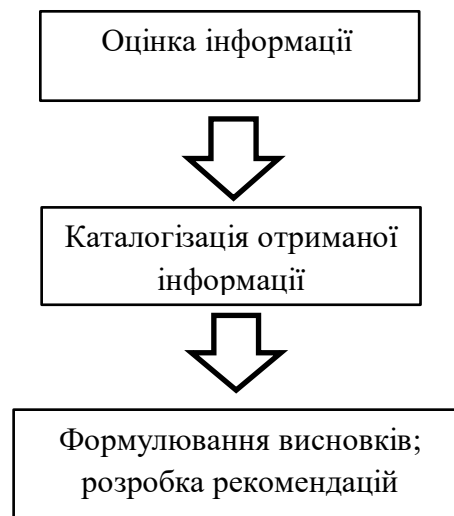 Оцінка інформації
Каталогізація отриманої
інформації
Формулювання висновків;
розробка рекомендацій